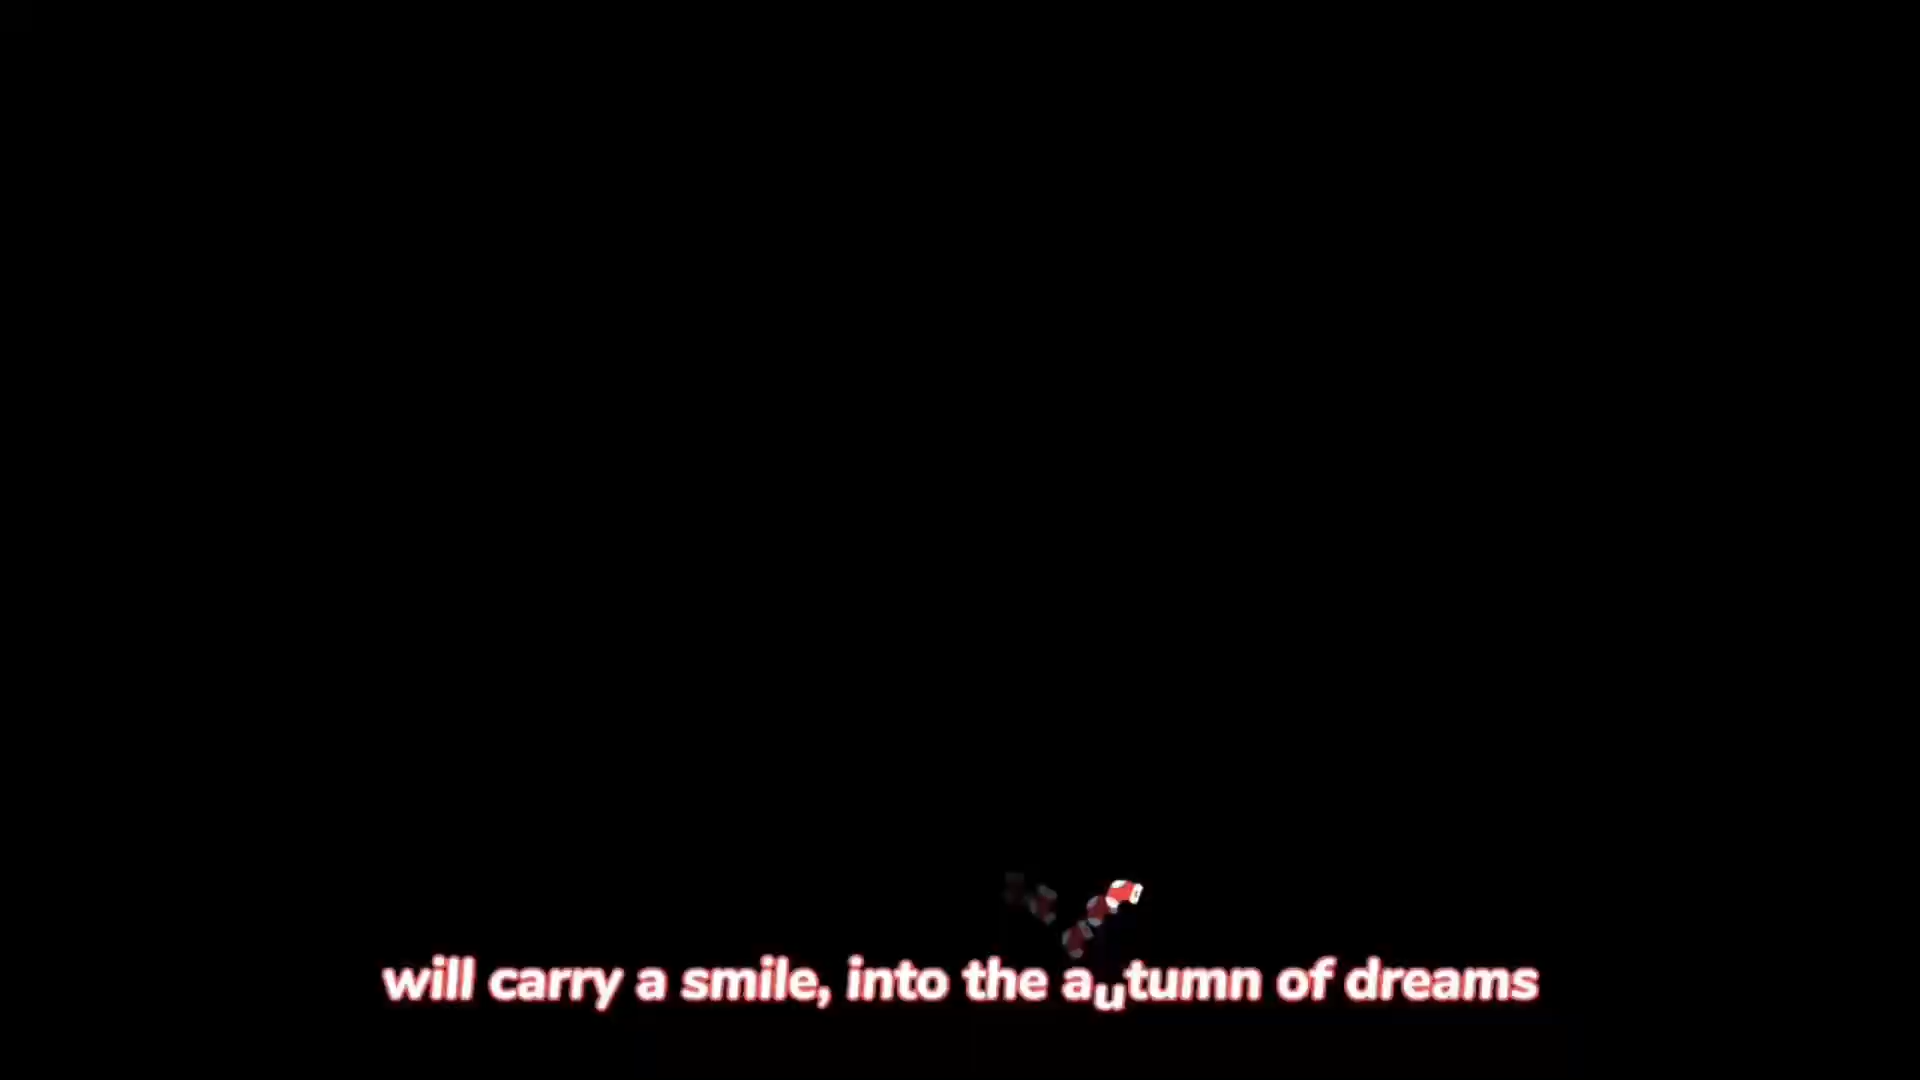 will carry a smile, into the autumn of dreams